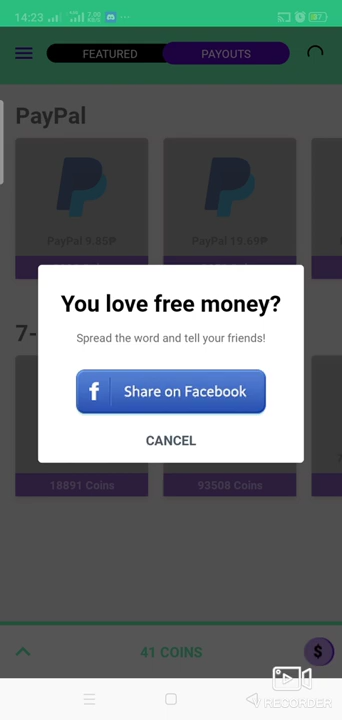 14:23
FEATURED PAYOUTS
PayPal
PayPal 9.85₱ PayPal 19.69₱
You love free money?
Spread the word and tell your friends!
f Share on Facebook
CANCEL
7-
18891 Coins 93508 Coins
41 COINS $
RECORDER